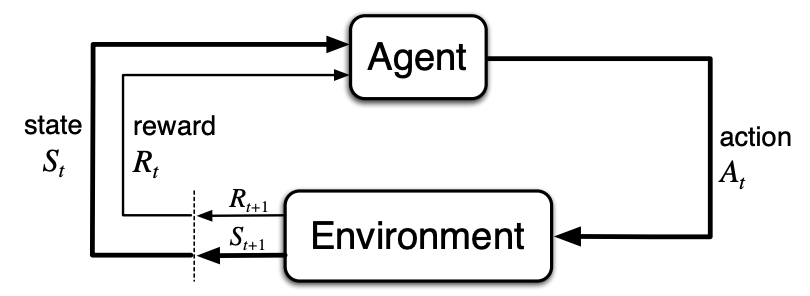 Agent
state
S_t
reward
R_t
action
A_t
R_{t+1}
S_{t+1}
Environment